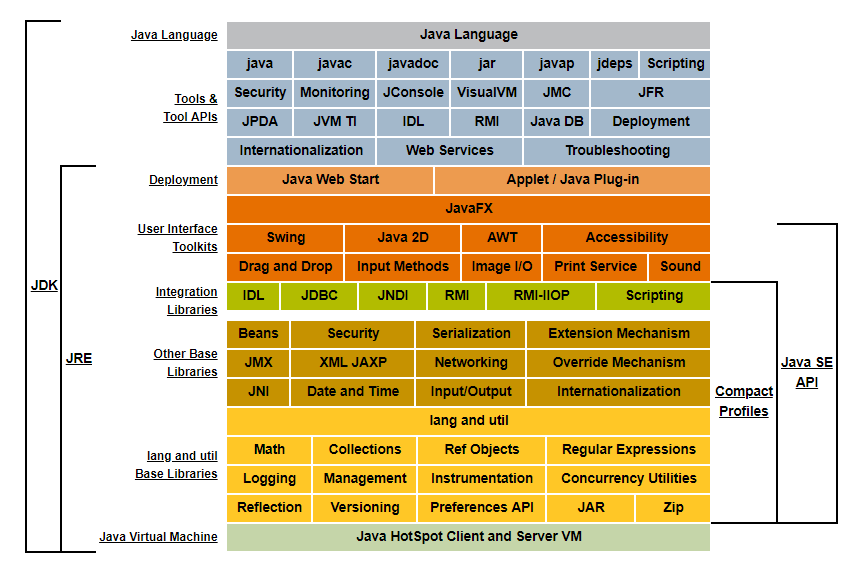 Java Language Java Language
java javac javadoc jar javap jdeps Scripting
Tools & Tool APIs
Security Monitoring JConsole VisualVM JMC JFR
JPDA JVM TI IDL RMI Java DB Deployment
Internationalization Web Services Troubleshooting
Deployment Java Web Start Applet / Java Plug-in
JavaFX
User Interface Toolkits
Swing Java 2D AWT Accessibility
Drag and Drop Input Methods Image I/O Print Service Sound
Integration Libraries
IDL JDBC JNDI RMI RMI-IIOP Scripting
JDK
JRE
Other Base Libraries
Beans Security Serialization Extension Mechanism
JMX XML JAXP Networking Override Mechanism
JNI Date and Time Input/Output Internationalization
Java SE API
Compact Profiles
lang and util
lang and util Base Libraries
Math Collections Ref Objects Regular Expressions
Logging Management Instrumentation Concurrency Utilities
Reflection Versioning Preferences API JAR Zip
Java Virtual Machine Java HotSpot Client and Server VM